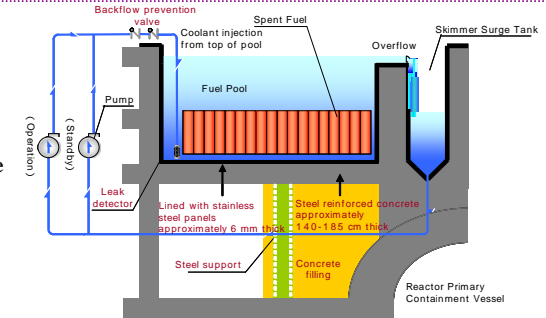 Backflow prevention
valve
Coolant injection
from top of pool
Spent Fuel
Skimmer Surge Tank
Overflow
Fuel Pool
Pump
(Operation)
(Standby)
e
Leak
detector
Lined with stainless
steel panels
approximately 6 mm thick
Steel reinforced concrete
approximately
140-185 cm thick
Steel support
Concrete
filling
Reactor Primary
Containment Vessel